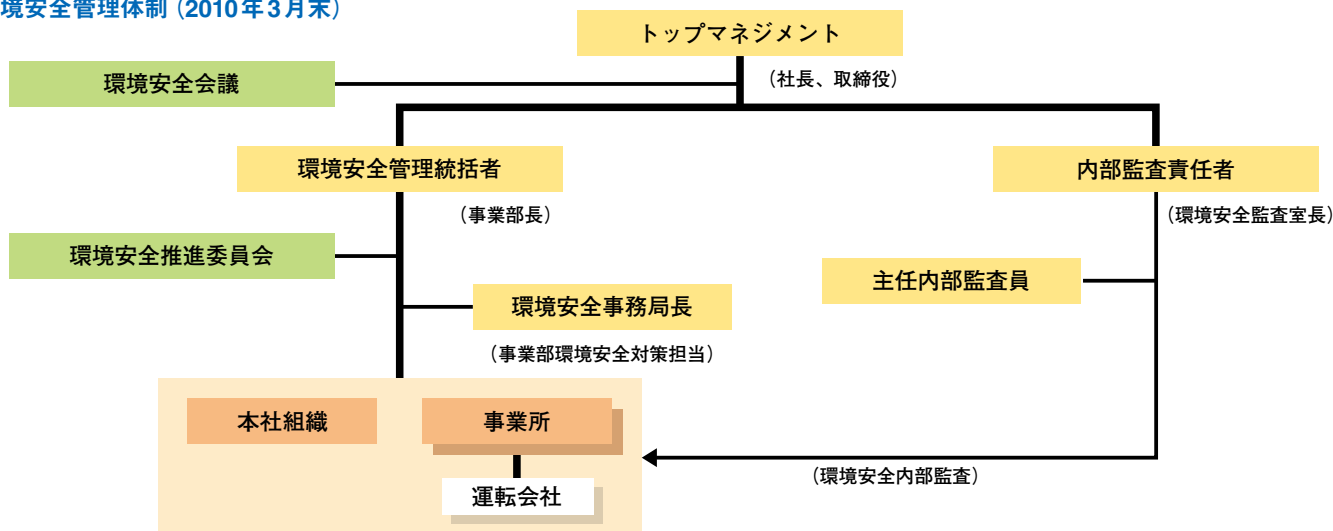 境安全管理体制（2010年3月末）
トップマネジメント
（社長、取締役）
環境安全会議
環境安全管理統括者
（事業部長）
内部監査責任者
（環境安全監査室長）
環境安全推進委員会
主任内部監査員
環境安全事務局長
（事業部環境安全対策担当）
本社組織
事業所
運転会社
（環境安全内部監査）